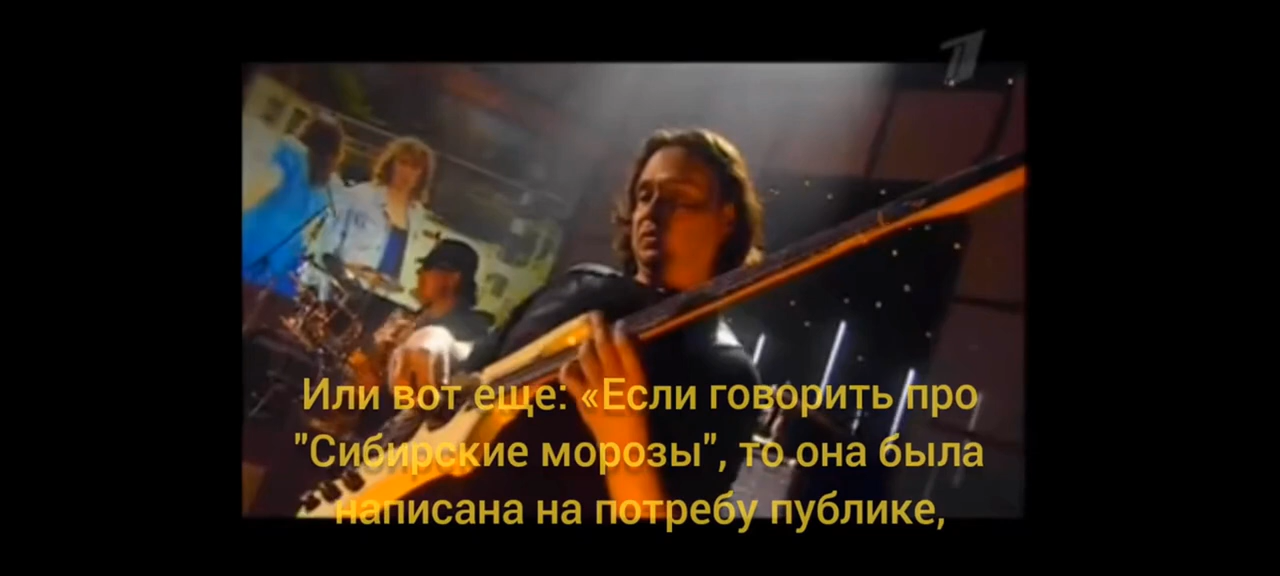 Или вот еще: «Если говорить про
"Сибирские морозы", то она была
написана на потребу публике,